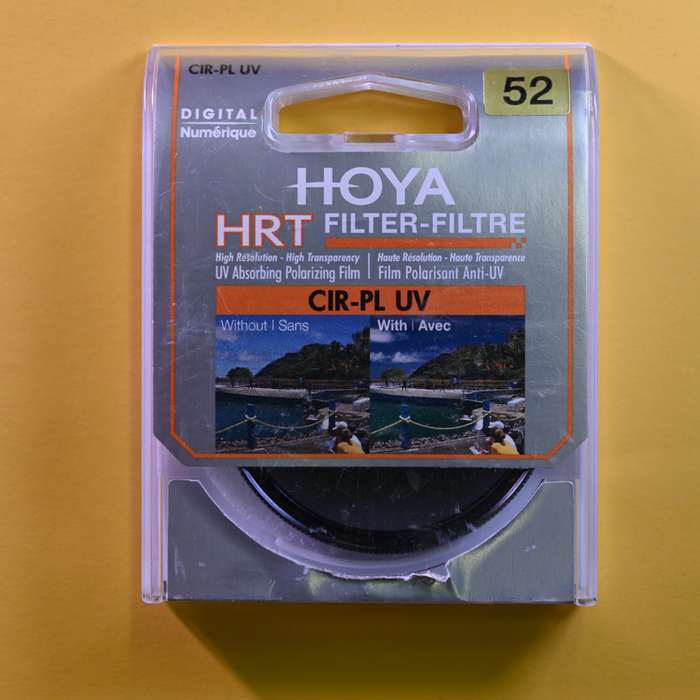 CIR-PL UV
52
DIGITAL
Numérique
HOYA
HRT FILTER-FILTRE
High Resolution - High Transparency
UV Absorbing Polarizing Film
Haute Résolution - Haute Transparence
Film Polarisant Anti-UV
CIR-PL UV
Without | Sans
With | Avec